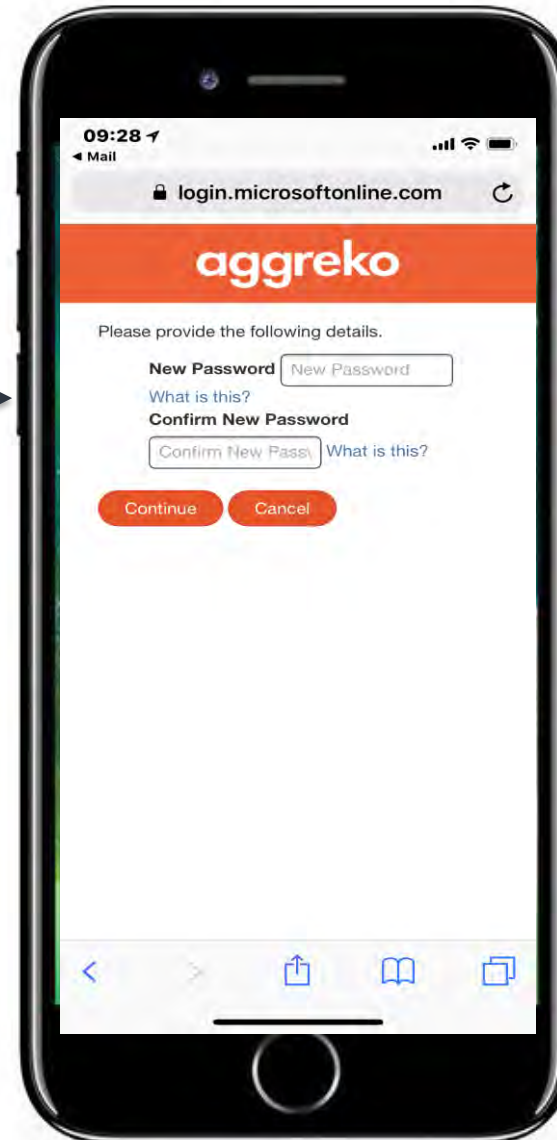 09:28
Mail
login.microsoftonline.com
aggreko
Please provide the following details.
New Password New Password
What is this?
Confirm New Password
Confirm New Passv What is this?
Continue Cancel